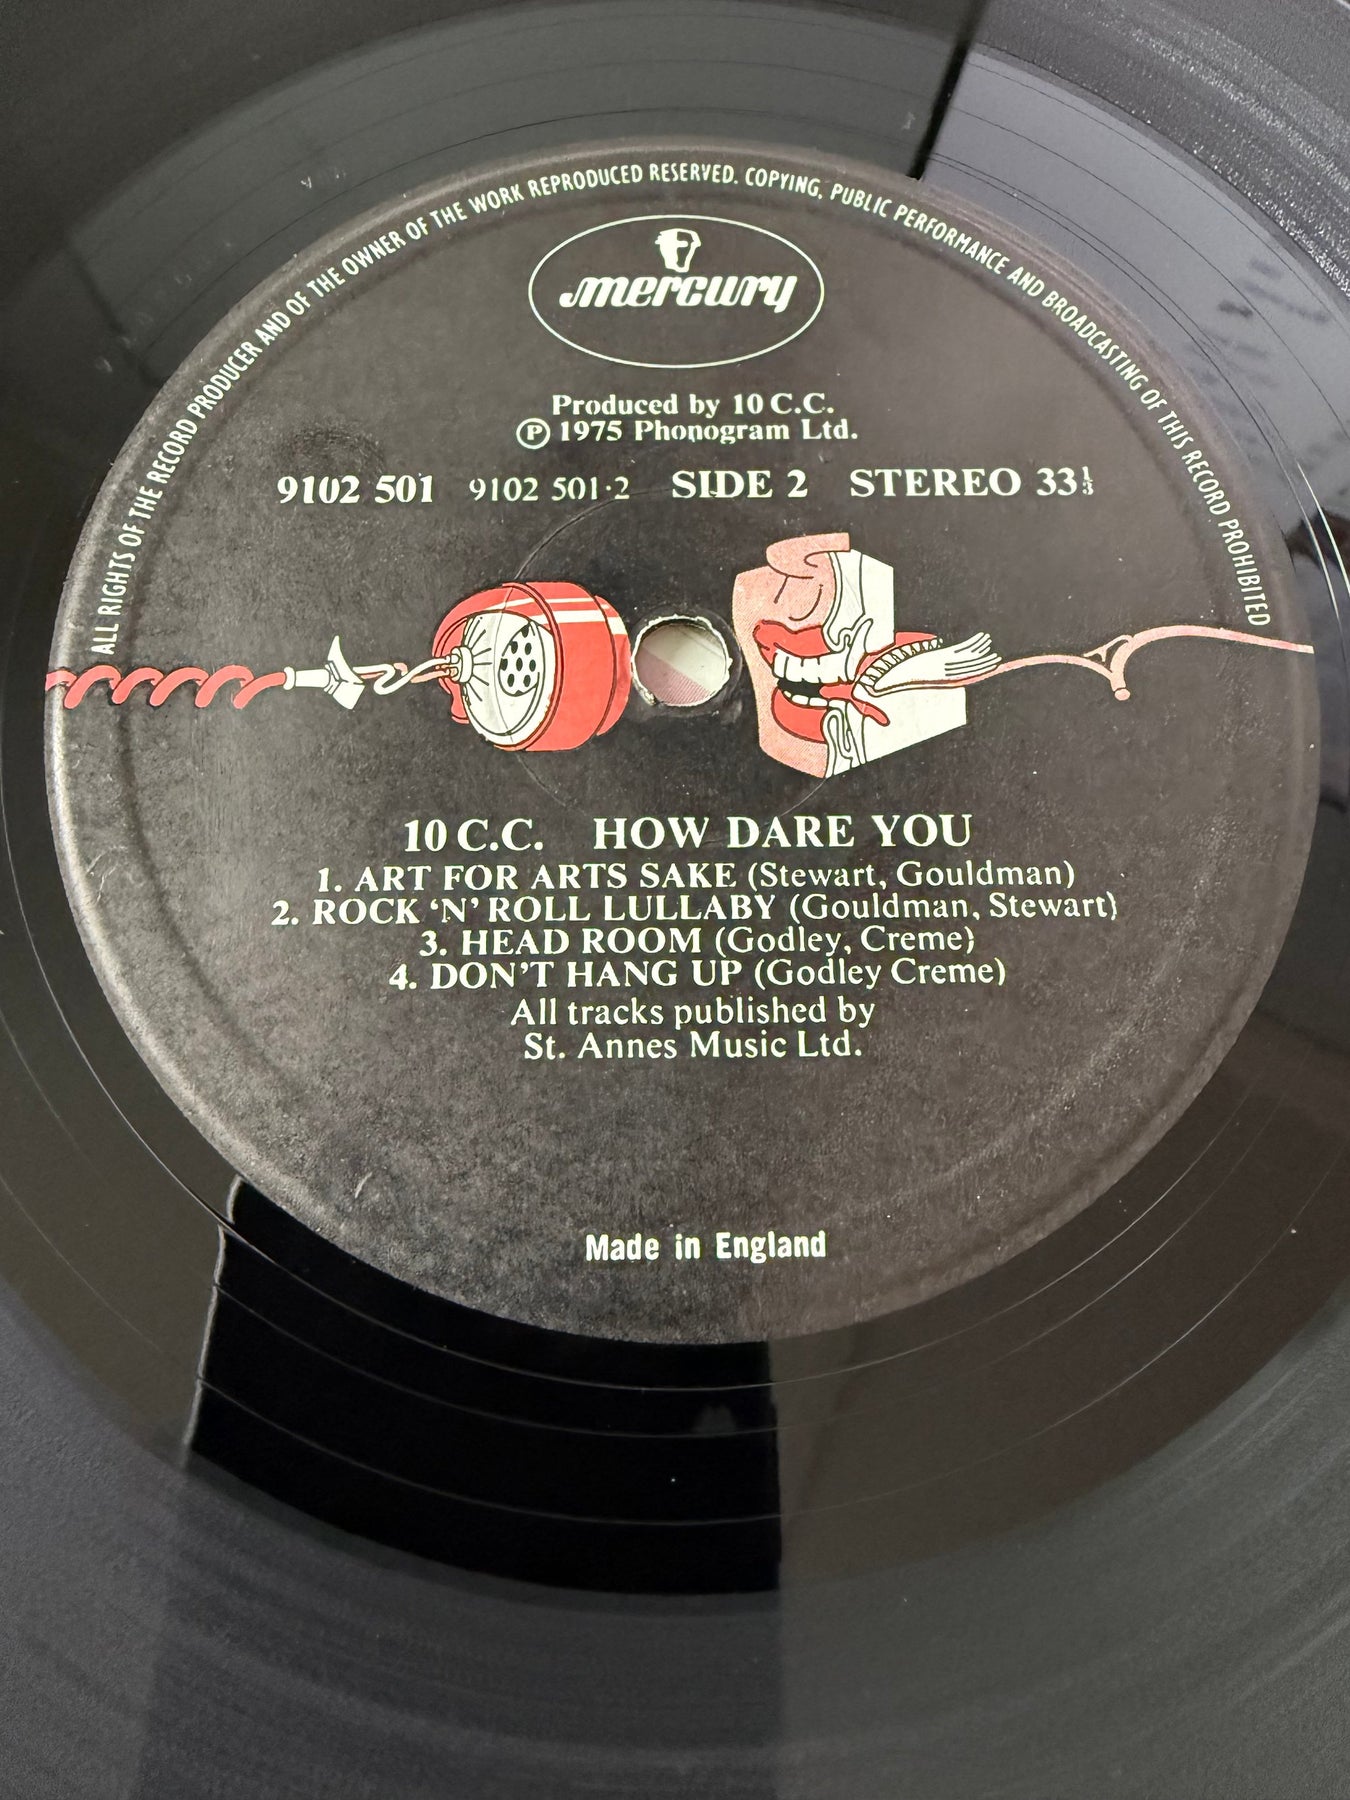 ALL RIGHTS OF THE RECORD PRODUCER AND OF THE OWNER OF THE WORK REPRODUCED RESERVED. COPYING, PUBLIC PERFORMANCE AND BROADCASTING OF THIS RECORD PROHIBITED
mercury
Produced by 10 C.C.
Ⓟ 1975 Phonogram Ltd.
9102 501 9102 501·2 SIDE 2 STEREO 33⅓
10 C.C. HOW DARE YOU
1. ART FOR ARTS SAKE (Stewart, Gouldman)
2. ROCK ‘N’ ROLL LULLABY (Gouldman, Stewart)
3. HEAD ROOM (Godley, Creme)
4. DON'T HANG UP (Godley Creme)
All tracks published by
St. Annes Music Ltd.
Made in England